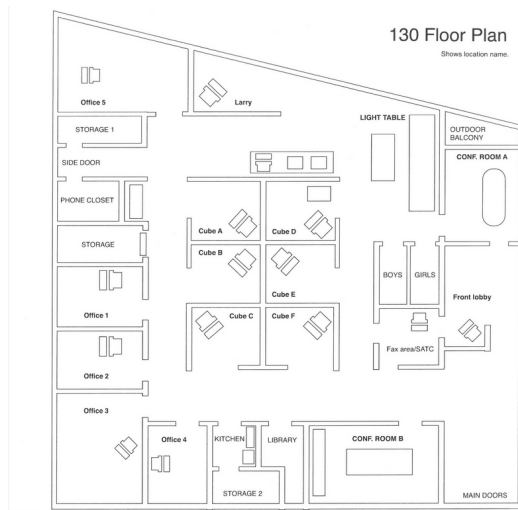 130 Floor Plan
Shows location name.
Office 5
Larry
LIGHT TABLE
STORAGE 1
OUTDOOR
BALCONY
SIDE DOOR
CONF. ROOM A
PHONE CLOSET
Cube A
Cube D
STORAGE
Cube B
BOYS
GIRLS
Cube E
Front lobby
Office 1
Cube C
Cube F
Fax area/SATC
Office 2
Office 3
Office 4
KITCHEN
LIBRARY
CONF. ROOM B
STORAGE 2
MAIN DOORS